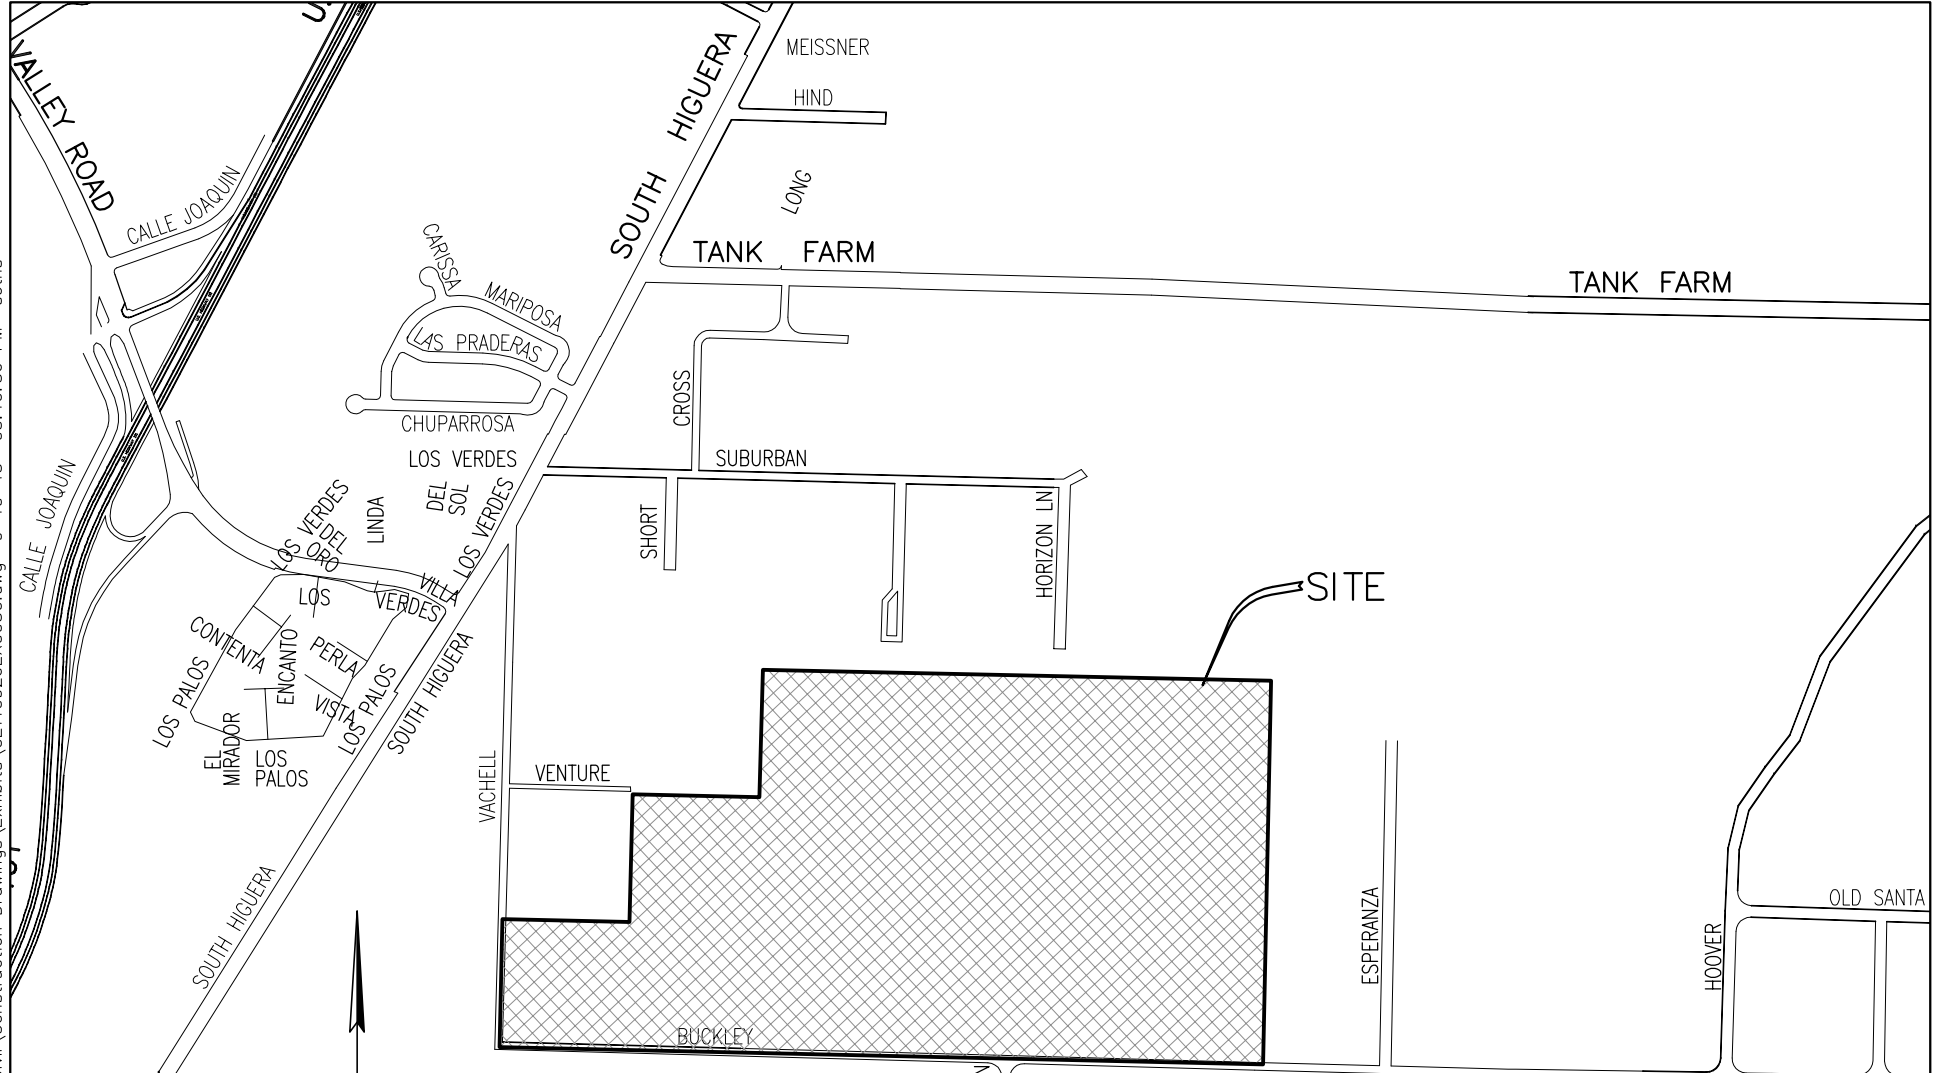 MEISSNER
HIND
SOUTH HIGUERA
VALLEY ROAD
CALLE JOAQUIN
LONG
TANK FARM
TANK FARM
CARISSA
MARIPOSA
LAS PRADERAS
CHUPARROSA
CROSS
SUBURBAN
LOS VERDES
DEL
SOL
LINDA
LOS VERDES
DEL
ORO
LOS VERDES
VILLA
CALLE JOAQUIN
SHORT
HORIZON LN
SITE
LOS
VERDES
CONTENTA
ENCANTO
PERLA
VISTA
LOS PALOS
LOS PALOS
SOUTH HIGUERA
EL
MIRADOR
LOS
PALOS
VACHELL
VENTURE
SOUTH HIGUERA
ESPERANZA
OLD SANTA
HOOVER
BUCKLEY